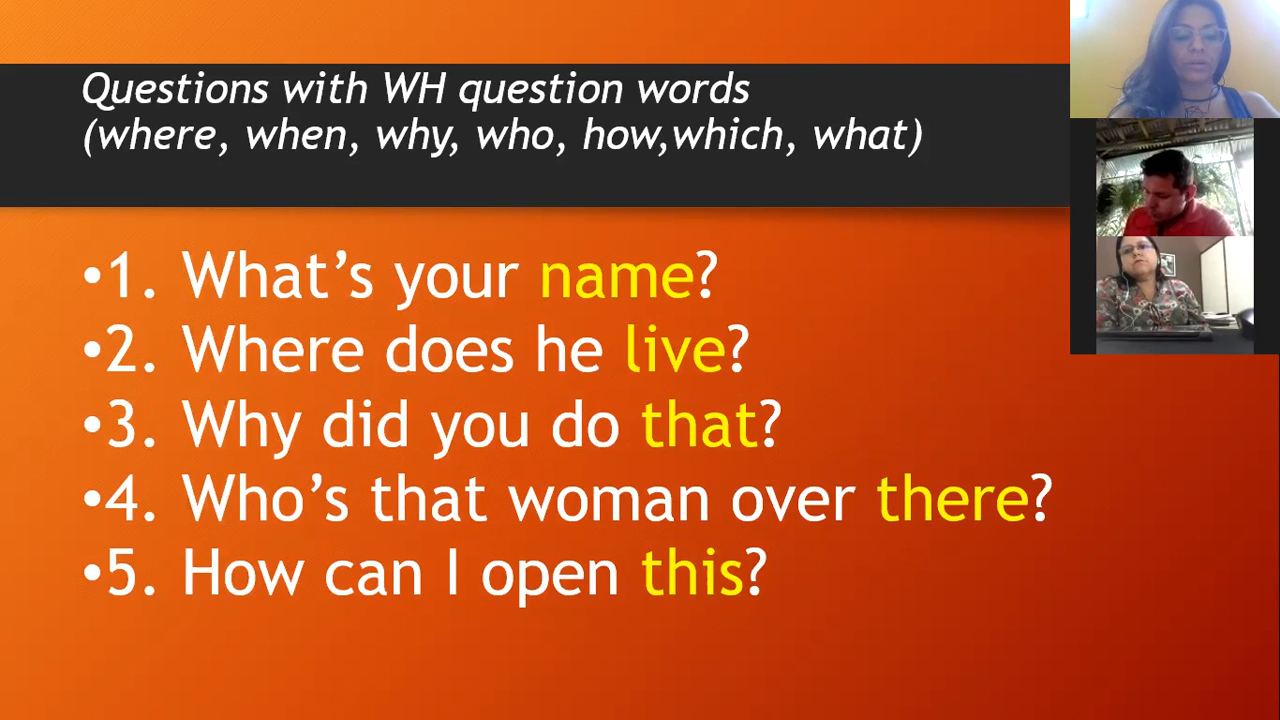 Questions with WH question words
(where, when, why, who, how,which, what)
•1. What’s your name?
•2. Where does he live?
•3. Why did you do that?
•4. Who’s that woman over there?
•5. How can I open this?